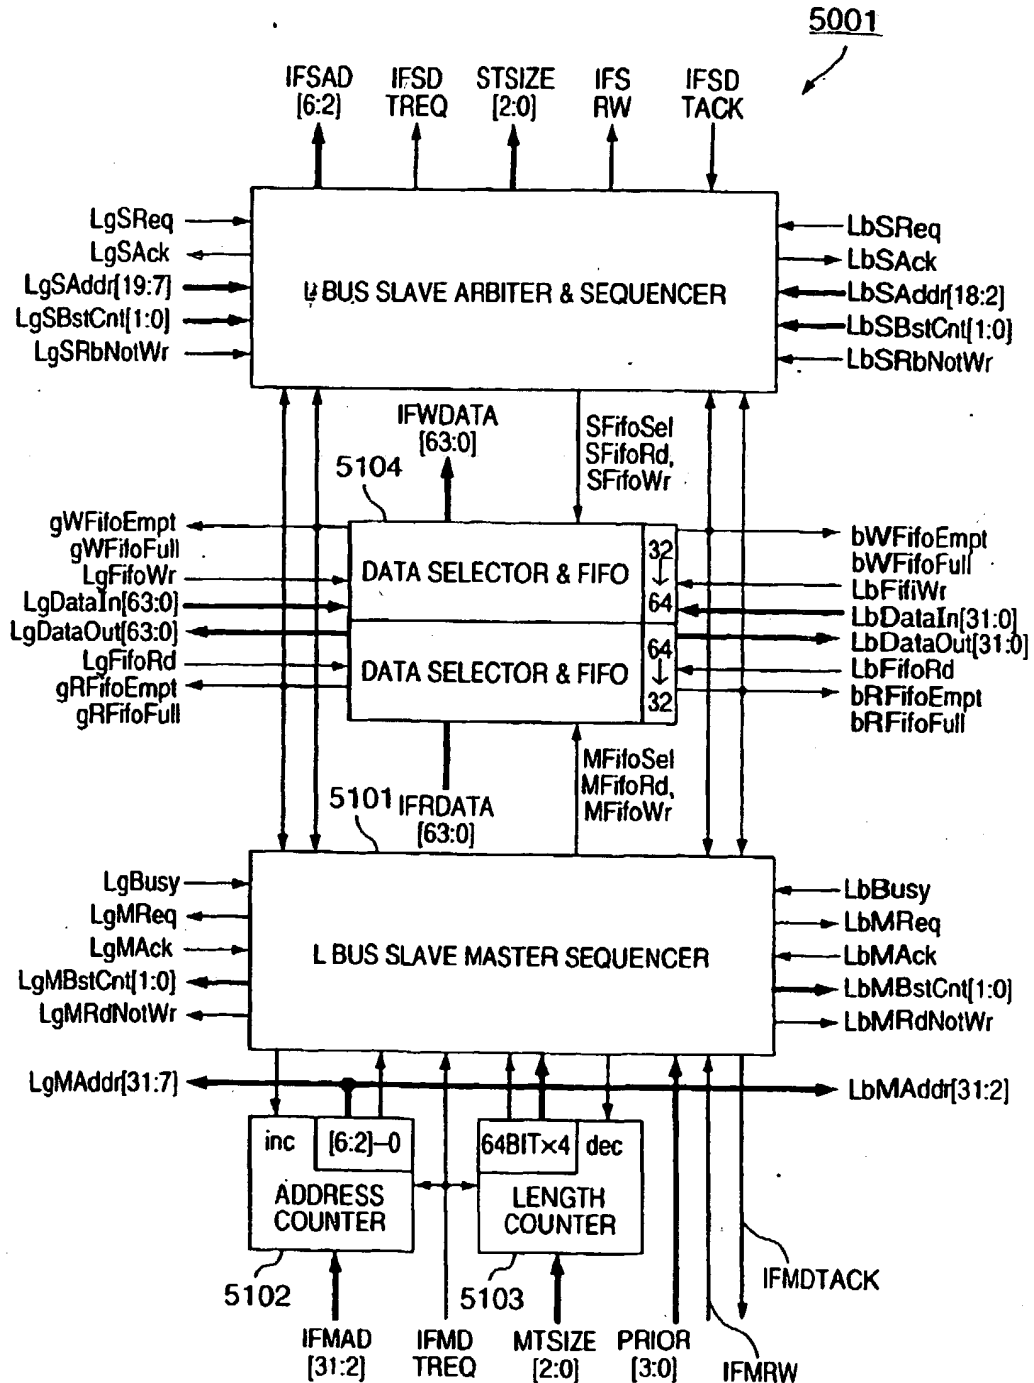 5001
IFSAD
[6:2]
IFSD
TREQ
STSIZE
[2:0]
IFS
RW
IFSD
TACK
LgSReq
LgSAck
LgSAddr[19:7]
LgSBstCnt[1:0]
LgSRbNotWr
BUS SLAVE ARBITER & SEQUENCER
LbSReq
LbSAck
LbSAddr[18:2]
LbSBstCnt[1:0]
LbSRbNotWr
IFWDATA
[63:0]
SFifoSel
SFifoRd,
SFifoWr
5104
gWFifoEmpt
gWFifoFull
LgFifoWr
LgDataIn[63:0]
LgDataOut[63:0]
LgFifoRd
gRFifoEmpt
gRFifoFull
DATA SELECTOR & FIFO
32
64
DATA SELECTOR & FIFO
64
32
bWFifoEmpt
bWFifoFull
LbFifiWr
LbDataIn[31:0]
LbDataOut[31:0]
LbFifoRd
bRFifoEmpt
bRFifoFull
5101
IFRDATA
[63:0]
MFifoSel
MFifoRd,
MFifoWr
LgBusy
LgMReq
LgMAck
LgMBstCnt[1:0]
LgMRdNotWr
L BUS SLAVE MASTER SEQUENCER
LbBusy
LbMReq
LbMAck
LbMBstCnt[1:0]
LbMRdNotWr
LgMAddr[31:7]
LbMAddr[31:2]
inc
[6:2]–0
ADDRESS
COUNTER
64BIT×4
dec
LENGTH
COUNTER
5102
5103
IFMAD
[31:2]
IFMD
TREQ
MTSIZE
[2:0]
PRIOR
[3:0]
IFMRW
IFMDTACK